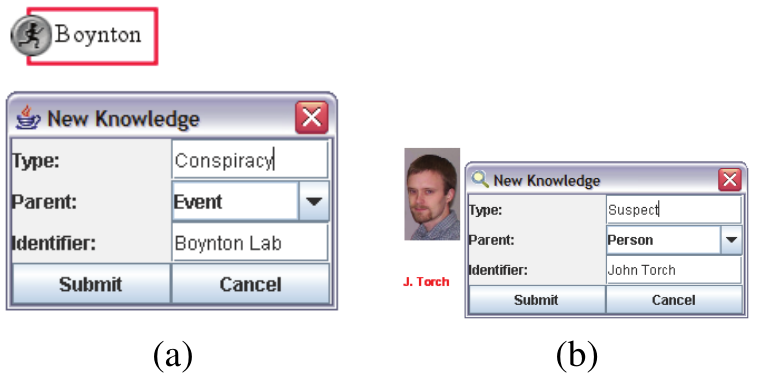 Boynton
New Knowledge
Type: Conspiracy
Parent: Event
Identifier: Boynton Lab
Submit Cancel
(a)
J. Torch
New Knowledge
Type: Suspect
Parent: Person
Identifier: John Torch
Submit Cancel
(b)